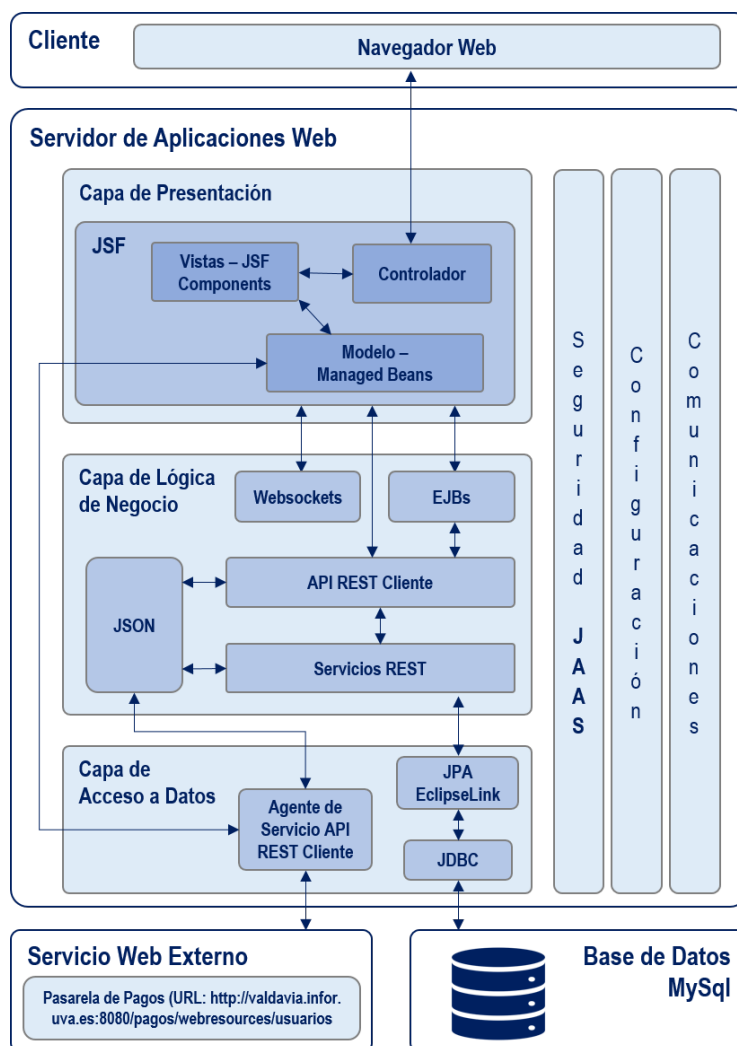 Cliente
Navegador Web
Servidor de Aplicaciones Web
Capa de Presentación
JSF
Vistas – JSF
Components
Controlador
Modelo –
Managed Beans
Capa de Lógica
de Negocio
Websockets
EJBs
API REST Cliente
JSON
Servicios REST
Capa de
Acceso a Datos
JPA
EclipseLink
Agente de
Servicio API
REST Cliente
JDBC
Seguridad JAAS
Configuración
Comunicaciones
Servicio Web Externo
Pasarela de Pagos (URL: http://valdavia.infor.
uva.es:8080/pagos/webresources/usuarios
Base de Datos
MySql